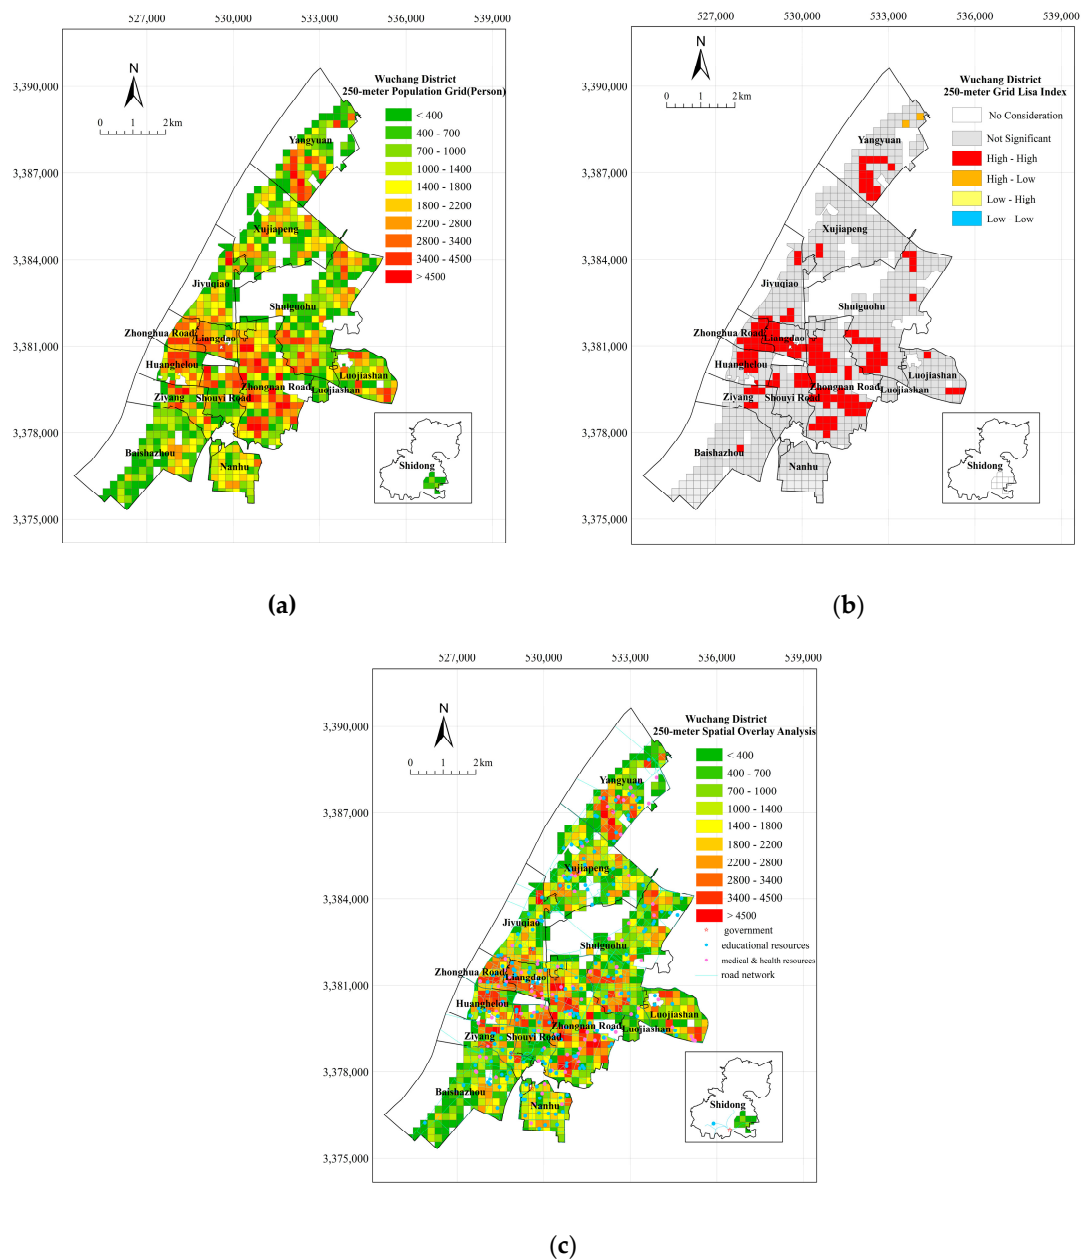 527,000 530,000 533,000 536,000 539,000
3,390,000
3,387,000
3,384,000
3,381,000
3,378,000
3,375,000
N
0 1 2 km
Wuchang District
250-meter Population Grid(Person)
< 400
400 - 700
700 - 1000
1000 - 1400
1400 - 1800
1800 - 2200
2200 - 2800
2800 - 3400
3400 - 4500
> 4500
Yangyuan
Xujiapeng
Jiyuqiao
Shuiguohu
Zhonghua Road
Liangdao
Huanghelou
Luojiashan
Zhongnan Road
Luojiashan
Ziyang
Shouyi Road
Baishazhou
Nanhu
Shidong
(a)
527,000 530,000 533,000 536,000 539,000
3,390,000
3,387,000
3,384,000
3,381,000
3,378,000
3,375,000
N
0 1 2 km
Wuchang District
250-meter Grid Lisa Index
No Consideration
Not Significant
High - High
High - Low
Low - High
Low - Low
Yangyuan
Xujiapeng
Jiyuqiao
Shuiguohu
Zhonghua Road
Liangdao
Huanghelou
Luojiashan
Zhongnan Road
Luojiashan
Ziyang
Shouyi Road
Baishazhou
Nanhu
Shidong
(b)
527,000 530,000 533,000 536,000 539,000
3,390,000
3,387,000
3,384,000
3,381,000
3,378,000
3,375,000
N
0 1 2 km
Wuchang District
250-meter Spatial Overlay Analysis
< 400
400 - 700
700 - 1000
1000 - 1400
1400 - 1800
1800 - 2200
2200 - 2800
2800 - 3400
3400 - 4500
> 4500
government
educational resources
medical & health resources
road network
Yangyuan
Xujiapeng
Jiyuqiao
Shuiguohu
Zhonghua Road
Liangdao
Huanghelou
Luojiashan
Zhongnan Road
Luojiashan
Ziyang
Shouyi Road
Baishazhou
Nanhu
Shidong
(c)